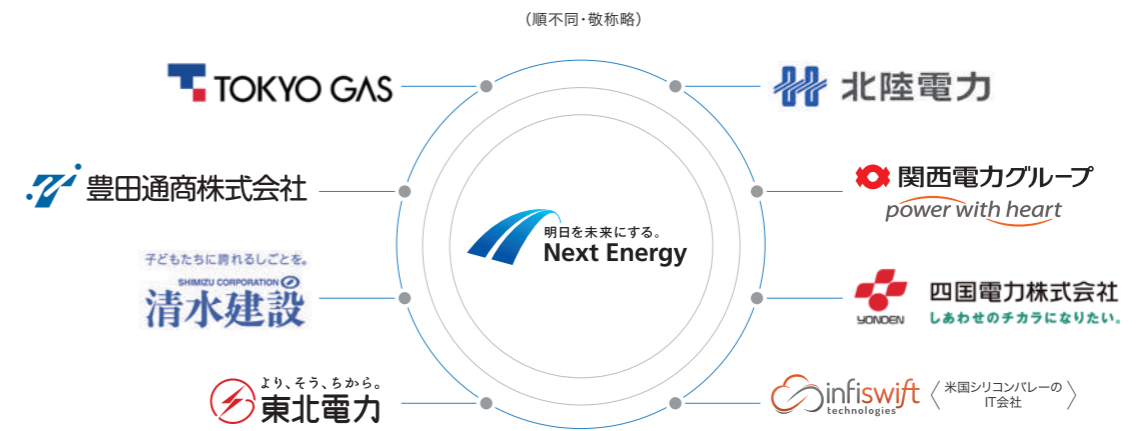 （順不同・敬称略）
TOKYO GAS
北陸電力
豊田通商株式会社
関西電力グループ
power with heart
明日を未来にする。
Next Energy
子どもたちに誇れるしごとを。
SHIMIZU CORPORATION
清水建設
YONDEN
四国電力株式会社
しあわせのチカラになりたい。
より、そう、ちから。
東北電力
infiswift
technologies
〈米国シリコンバレーの
IT会社〉